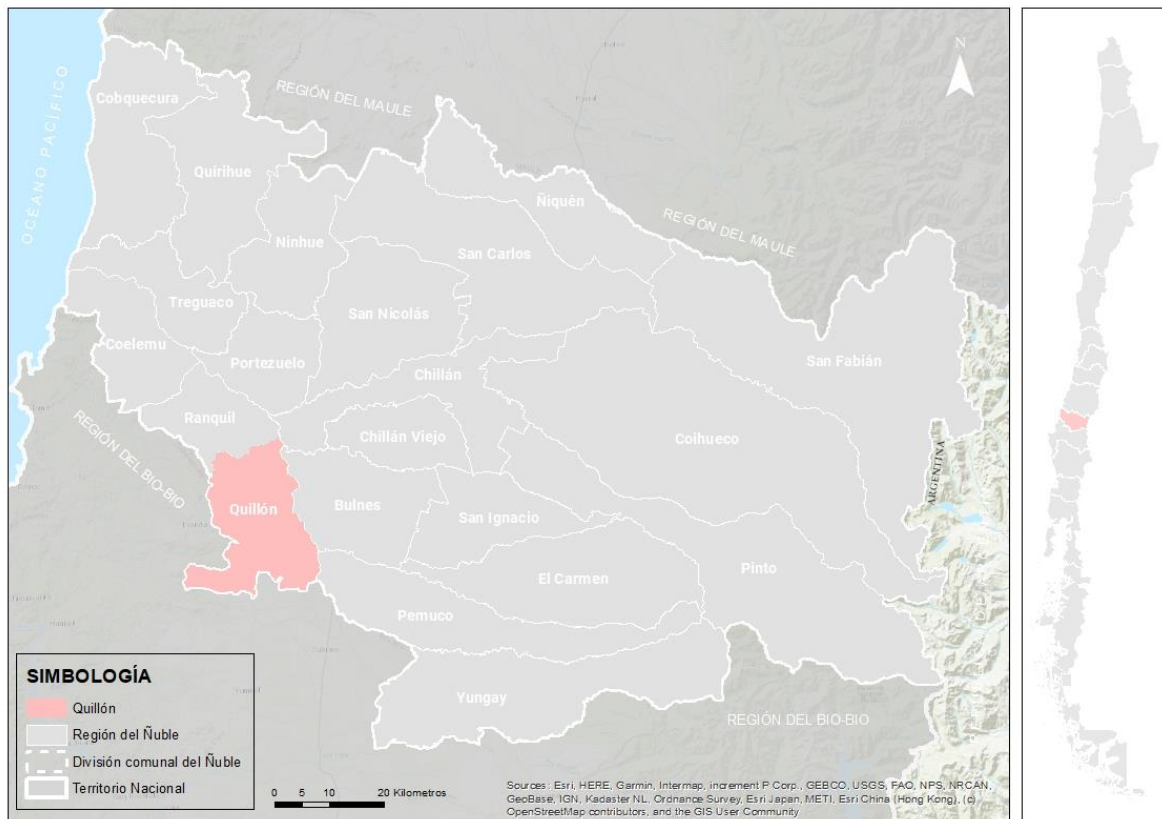 OCÉANO PACÍFICO
Cobquecura
REGIÓN DEL MAULE
N
Quirihue
Ñiquén
REGIÓN DEL MAULE
Ninhue
San Carlos
Treguaco
San Nicolás
Coelemu
Portezuelo
San Fabián
Chillán
Ranquil
Chillán Viejo
Coihueco
REGIÓN DEL BIO-BIO
ARGENTINA
Quillón
Bulnes
San Ignacio
El Carmen
Pinto
Pemuco
Yungay
REGIÓN DEL BIO-BIO
SIMBOLOGÍA
Quillón
Región del Ñuble
División comunal del Ñuble
Territorio Nacional
0 5 10 20 Kilometros
Sources: Esri, HERE, Garmin, Intermap, increment P Corp., GEBCO, USGS, FAO, NPS, NRCAN,
GeoBase, IGN, Kadaster NL, Ordnance Survey, Esri Japan, METI, Esri China (Hong Kong), (c)
OpenStreetMap contributors, and the GIS User Community